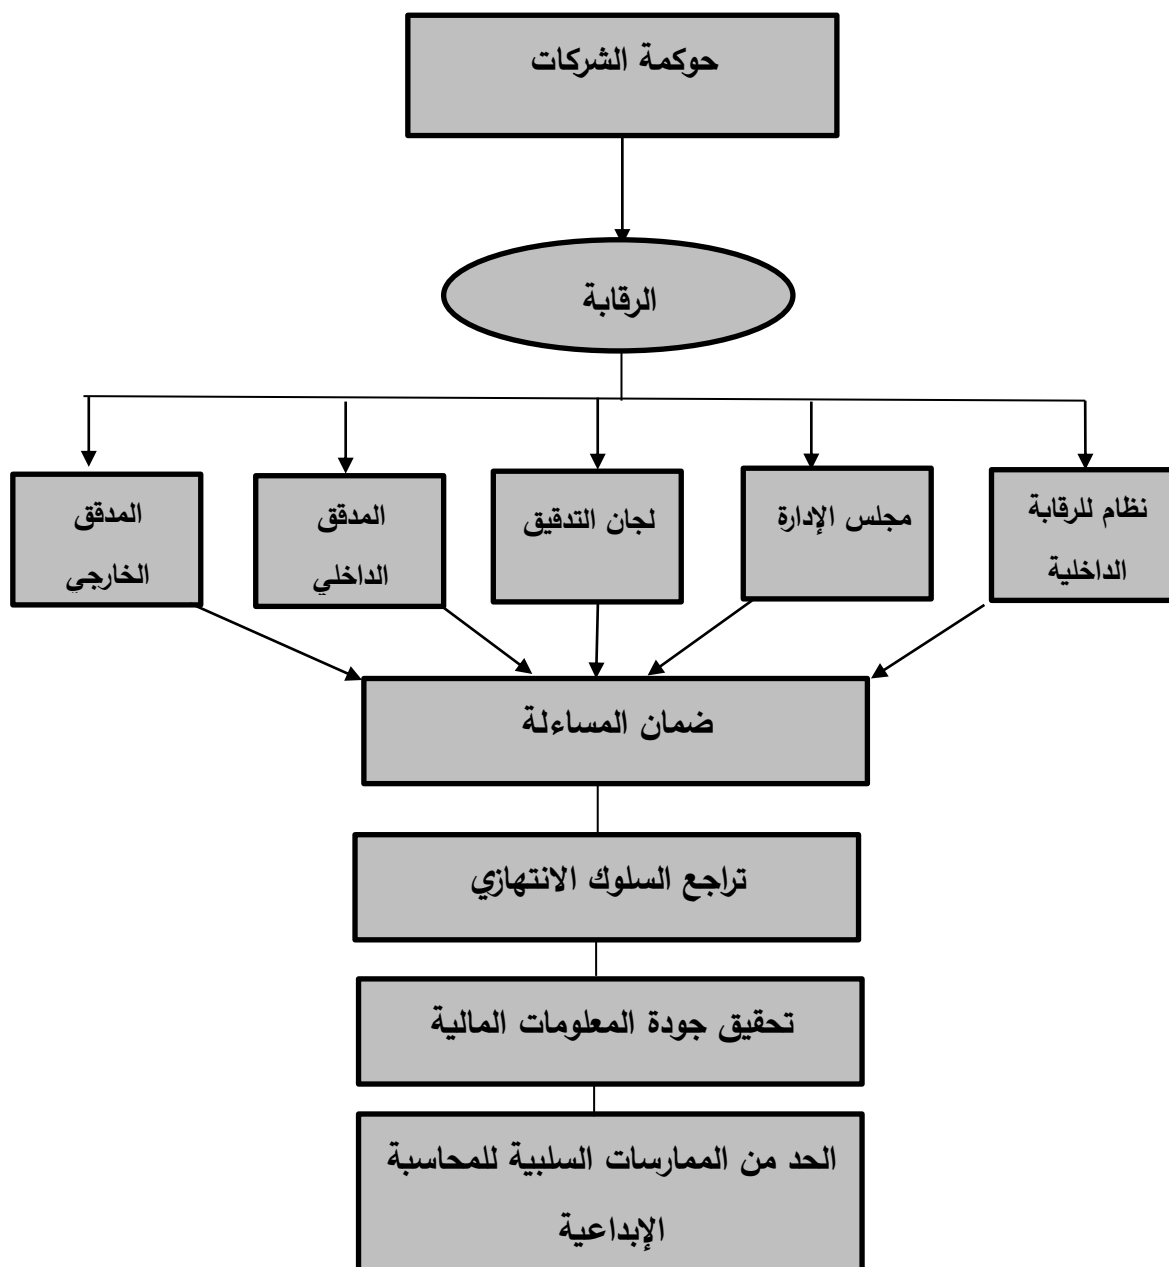 حوكمة الشركات
الرقابة
نظام للرقابة
الداخلية
مجلس الإدارة
لجان التدقيق
المدقق
الداخلي
المدقق
الخارجي
ضمان المساءلة
تراجع السلوك الانتهازي
تحقيق جودة المعلومات المالية
الحد من الممارسات السلبية للمحاسبة
الإبداعية